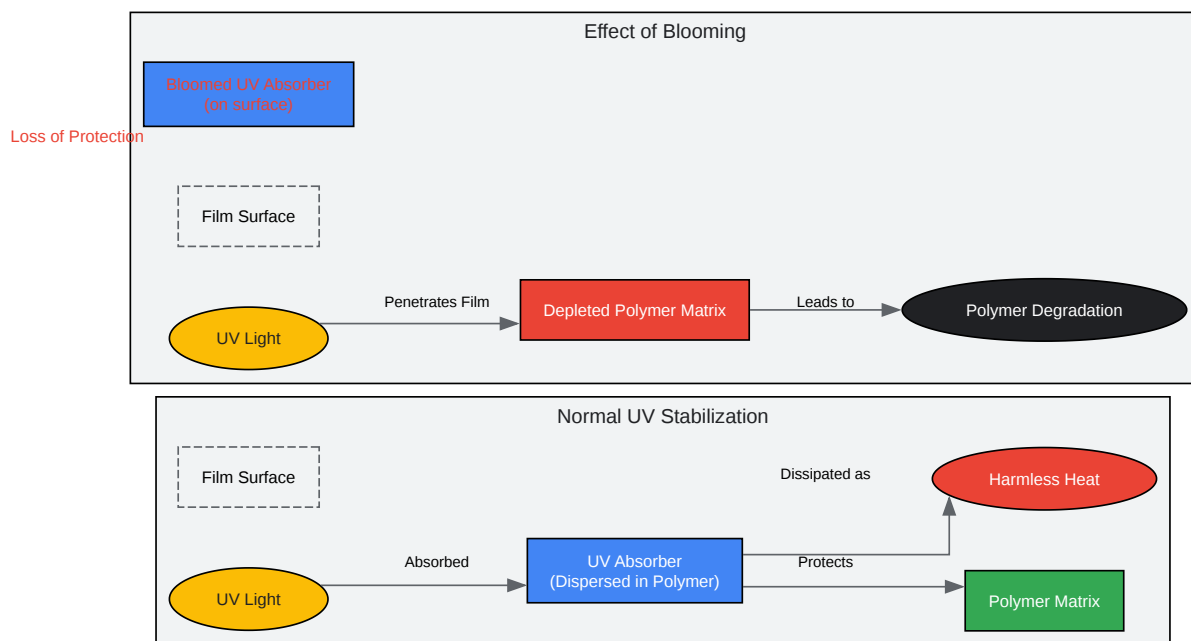 Effect of Blooming
Bloomed UV Absorber
(on surface)
Loss of Protection
Film Surface
Penetrates Film
Depleted Polymer Matrix
Leads to
Polymer Degradation
UV Light
Normal UV Stabilization
Film Surface
Dissipated as
Harmless Heat
Absorbed
UV Absorber
(Dispersed in Polymer)
Protects
UV Light
Polymer Matrix